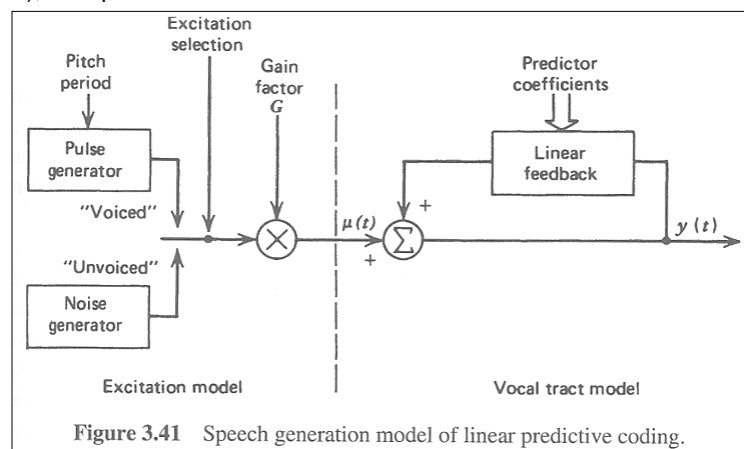 Excitation
selection
Pitch
period
Gain
factor
G
Predictor
coefficients
Pulse
generator
Linear
feedback
"Voiced"
+
μ(t)
Σ
y (t)
+
"Unvoiced"
Noise
generator
Excitation model
Vocal tract model
Figure 3.41 Speech generation model of linear predictive coding.